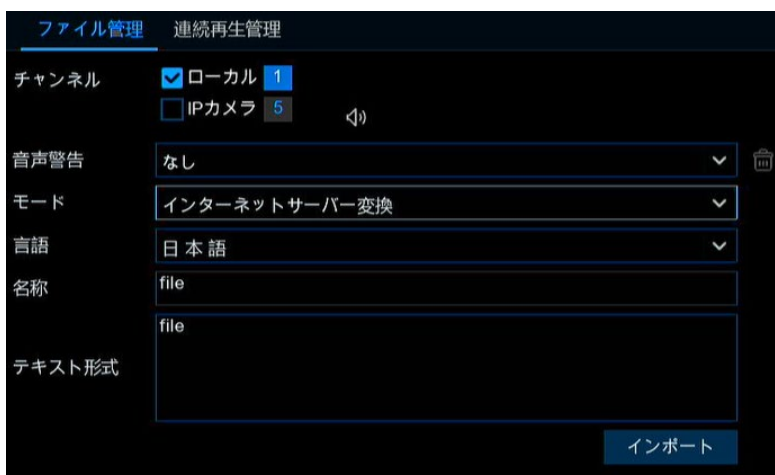 ファイル管理 連続再生管理
チャンネル ローカル 1
IPカメラ 5
音声警告 なし
モード インターネットサーバー変換
言語 日本語
名称 file
file
テキスト形式
インポート